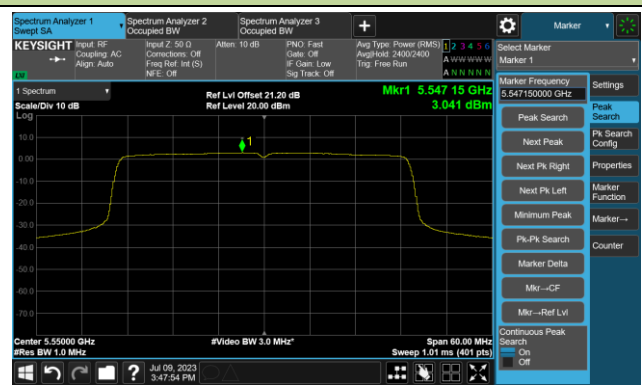 Spectrum Analyzer 1
Swept SA
Spectrum Analyzer 2
Occupied BW
Spectrum Analyzer 3
Occupied BW
Marker
KEYSIGHT
Input: RF
Coupling: AC
Align: Auto
Input Z: 50 Ω
Corrections: Off
Freq Ref: Int (S)
NFE: Off
Atten: 10 dB
PNO: Fast
Gate: Off
IF Gain: Low
Sig Track: Off
Avg Type: Power (RMS)
Avg|Hold: 2400/2400
Trig: Free Run
1 2 3 4 5 6
A W W W W W
A N N N N N
LW
Select Marker
Marker 1
1 Spectrum
Scale/Div 10 dB
Log
Ref Lvl Offset 21.20 dB
Ref Level 20.00 dBm
Mkr1 5.547 15 GHz
3.041 dBm
1
10.0
0.00
-10.0
-20.0
-30.0
-40.0
-50.0
-60.0
-70.0
Center 5.55000 GHz
#Res BW 1.0 MHz
#Video BW 3.0 MHz*
Span 60.00 MHz
Sweep 1.01 ms (401 pts)
Marker Frequency
5.547150000 GHz
Peak Search
Next Peak
Next Pk Right
Next Pk Left
Minimum Peak
Pk-Pk Search
Marker Delta
Mkr→CF
Mkr→Ref Lvl
Continuous Peak
Search
On
Off
Settings
Peak
Search
Pk Search
Config
Properties
Marker
Function
Marker→
Counter
?
Jul 09, 2023
3:47:54 PM